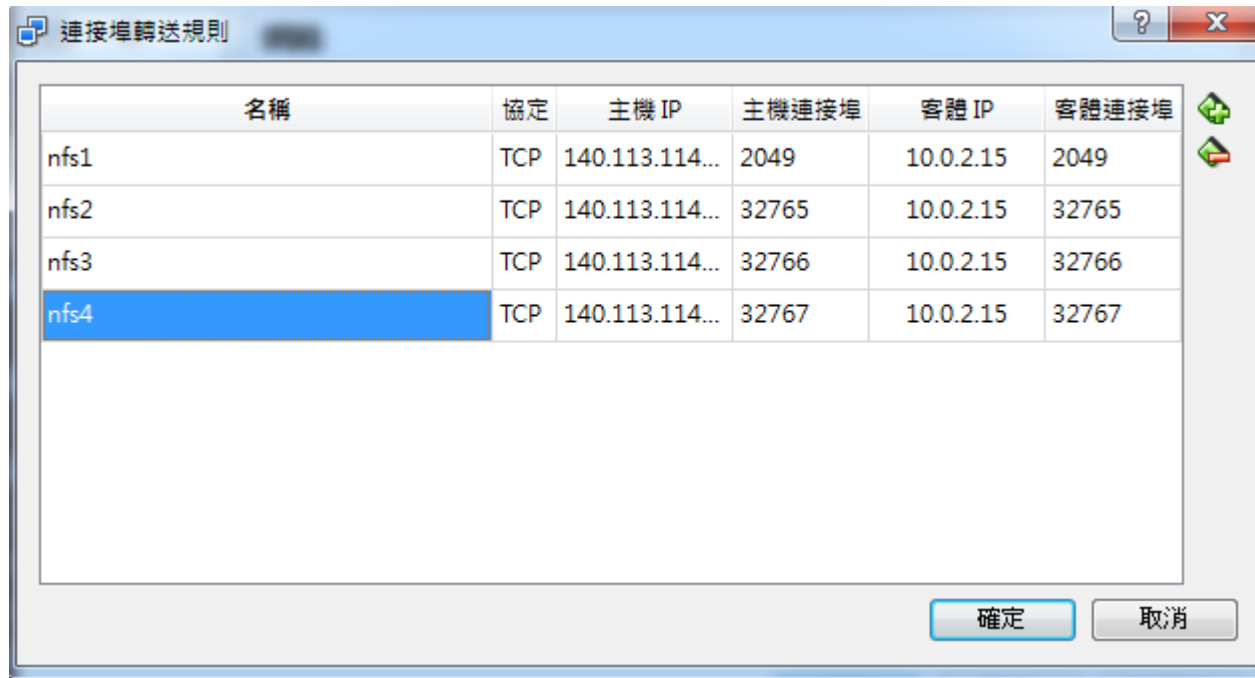 連接埠轉送規則
名稱 協定 主機 IP 主機連接埠 客體 IP 客體連接埠
nfs1 TCP 140.113.114... 2049 10.0.2.15 2049
nfs2 TCP 140.113.114... 32765 10.0.2.15 32765
nfs3 TCP 140.113.114... 32766 10.0.2.15 32766
nfs4 TCP 140.113.114... 32767 10.0.2.15 32767
確定 取消